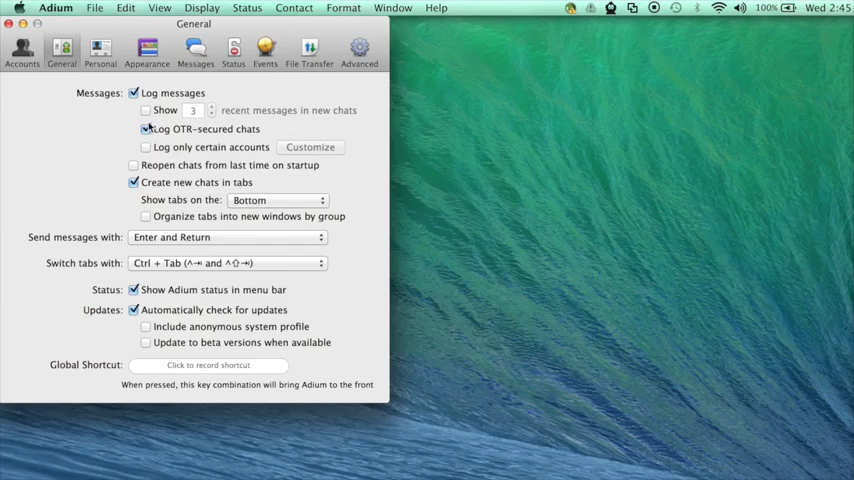 Adium File Edit View Display Status Contact Format Window Help 100% Wed 2:45
General
Accounts General Personal Appearance Messages Status Events File Transfer Advanced
Messages: Log messages
Show 3 recent messages in new chats
Log OTR-secured chats
Log only certain accounts Customize
Reopen chats from last time on startup
Create new chats in tabs
Show tabs on the: Bottom
Organize tabs into new windows by group
Send messages with: Enter and Return
Switch tabs with: Ctrl + Tab (^⇥ and ^⇧⇥)
Status: Show Adium status in menu bar
Updates: Automatically check for updates
Include anonymous system profile
Update to beta versions when available
Global Shortcut: Click to record shortcut
When pressed, this key combination will bring Adium to the front